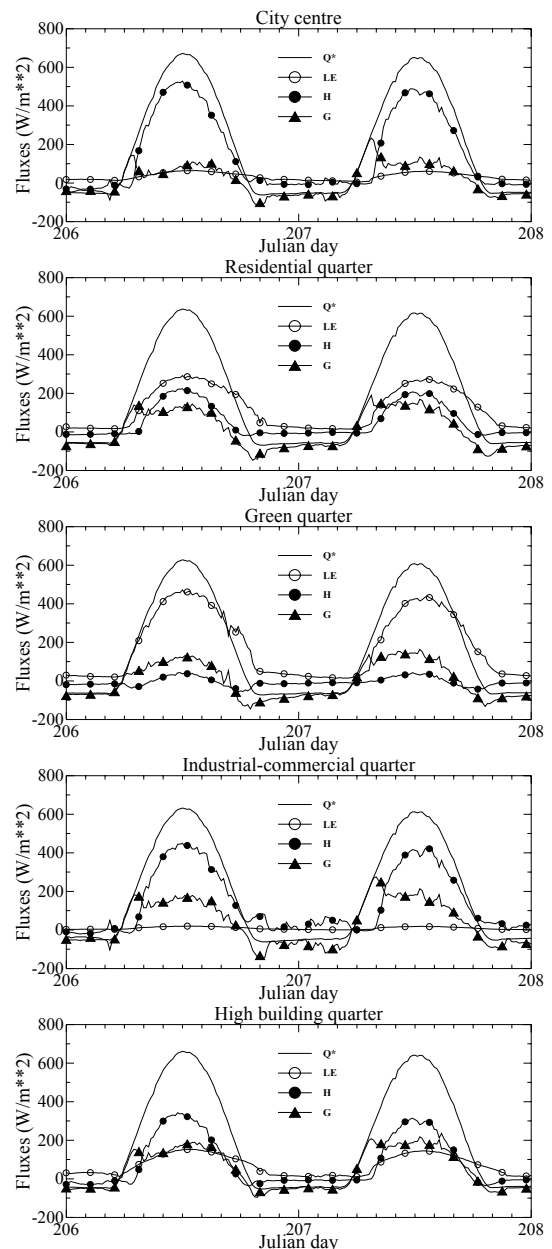 City centre
800
600
400
200
0
-200
Fluxes (W/m**2)
Q*
LE
H
G
206
207
208
Julian day
Residential quarter
800
600
400
200
0
-200
Fluxes (W/m**2)
Q*
LE
H
G
206
207
208
Julian day
Green quarter
800
600
400
200
0
-200
Fluxes (W/m**2)
Q*
LE
H
G
206
207
208
Julian day
Industrial-commercial quarter
800
600
400
200
0
-200
Fluxes (W/m**2)
Q*
LE
H
G
206
207
208
Julian day
High building quarter
800
600
400
200
0
-200
Fluxes (W/m**2)
Q*
LE
H
G
206
207
208
Julian day